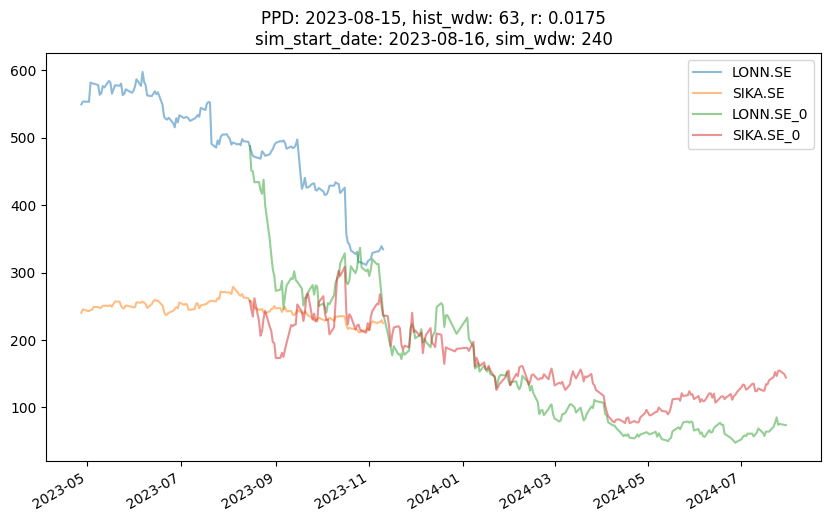 PPD: 2023-08-15, hist_wdw: 63, r: 0.0175
sim_start_date: 2023-08-16, sim_wdw: 240
LONN.SE
SIKA.SE
LONN.SE_0
SIKA.SE_0
600
500
400
300
200
100
2023-05
2023-07
2023-09
2023-11
2024-01
2024-03
2024-05
2024-07